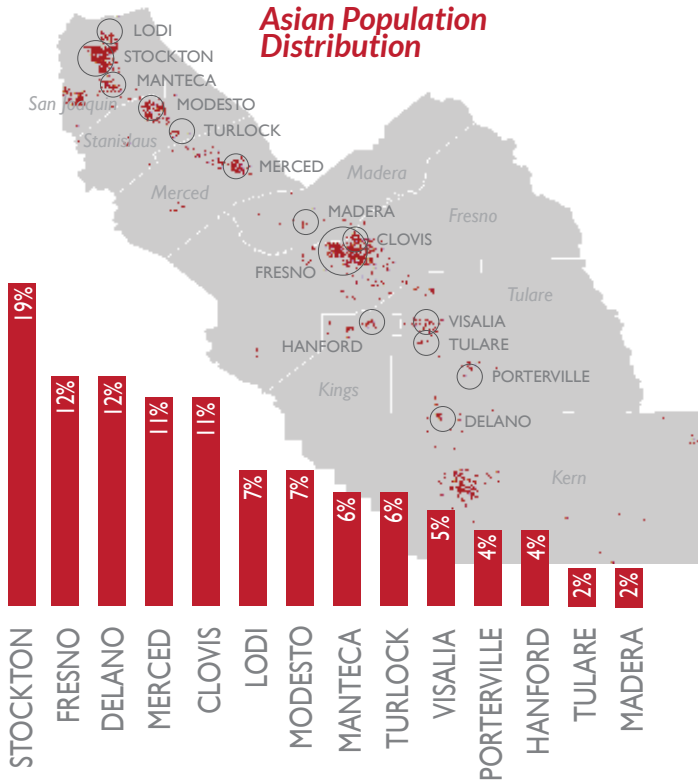 Asian Population
Distribution
LODI
STOCKTON
MANTECA
San Joaquin
MODESTO
Stanislaus
TURLOCK
MERCED
Merced
Madera
MADERA
Fresno
CLOVIS
FRESNO
Tulare
VISALIA
HANFORD
TULARE
Kings
PORTERVILLE
DELANO
Kern
19%
12%
12%
11%
11%
7%
7%
6%
6%
5%
4%
4%
2%
2%
STOCKTON
FRESNO
DELANO
MERCED
CLOVIS
LODI
MODESTO
MANTECA
TURLOCK
VISALIA
PORTERVILLE
HANFORD
TULARE
MADERA